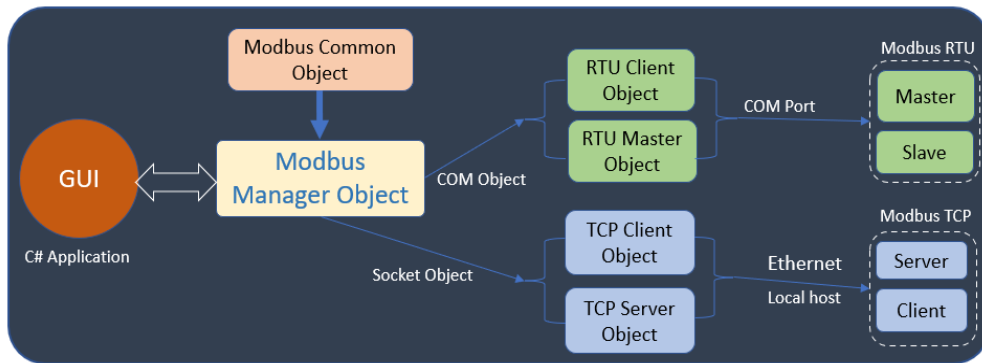 Modbus Common
Object
GUI
C# Application
Modbus
Manager Object
COM Object
Socket Object
RTU Client
Object
RTU Master
Object
COM Port
Modbus RTU
Master
Slave
TCP Client
Object
TCP Server
Object
Ethernet
Local host
Modbus TCP
Server
Client